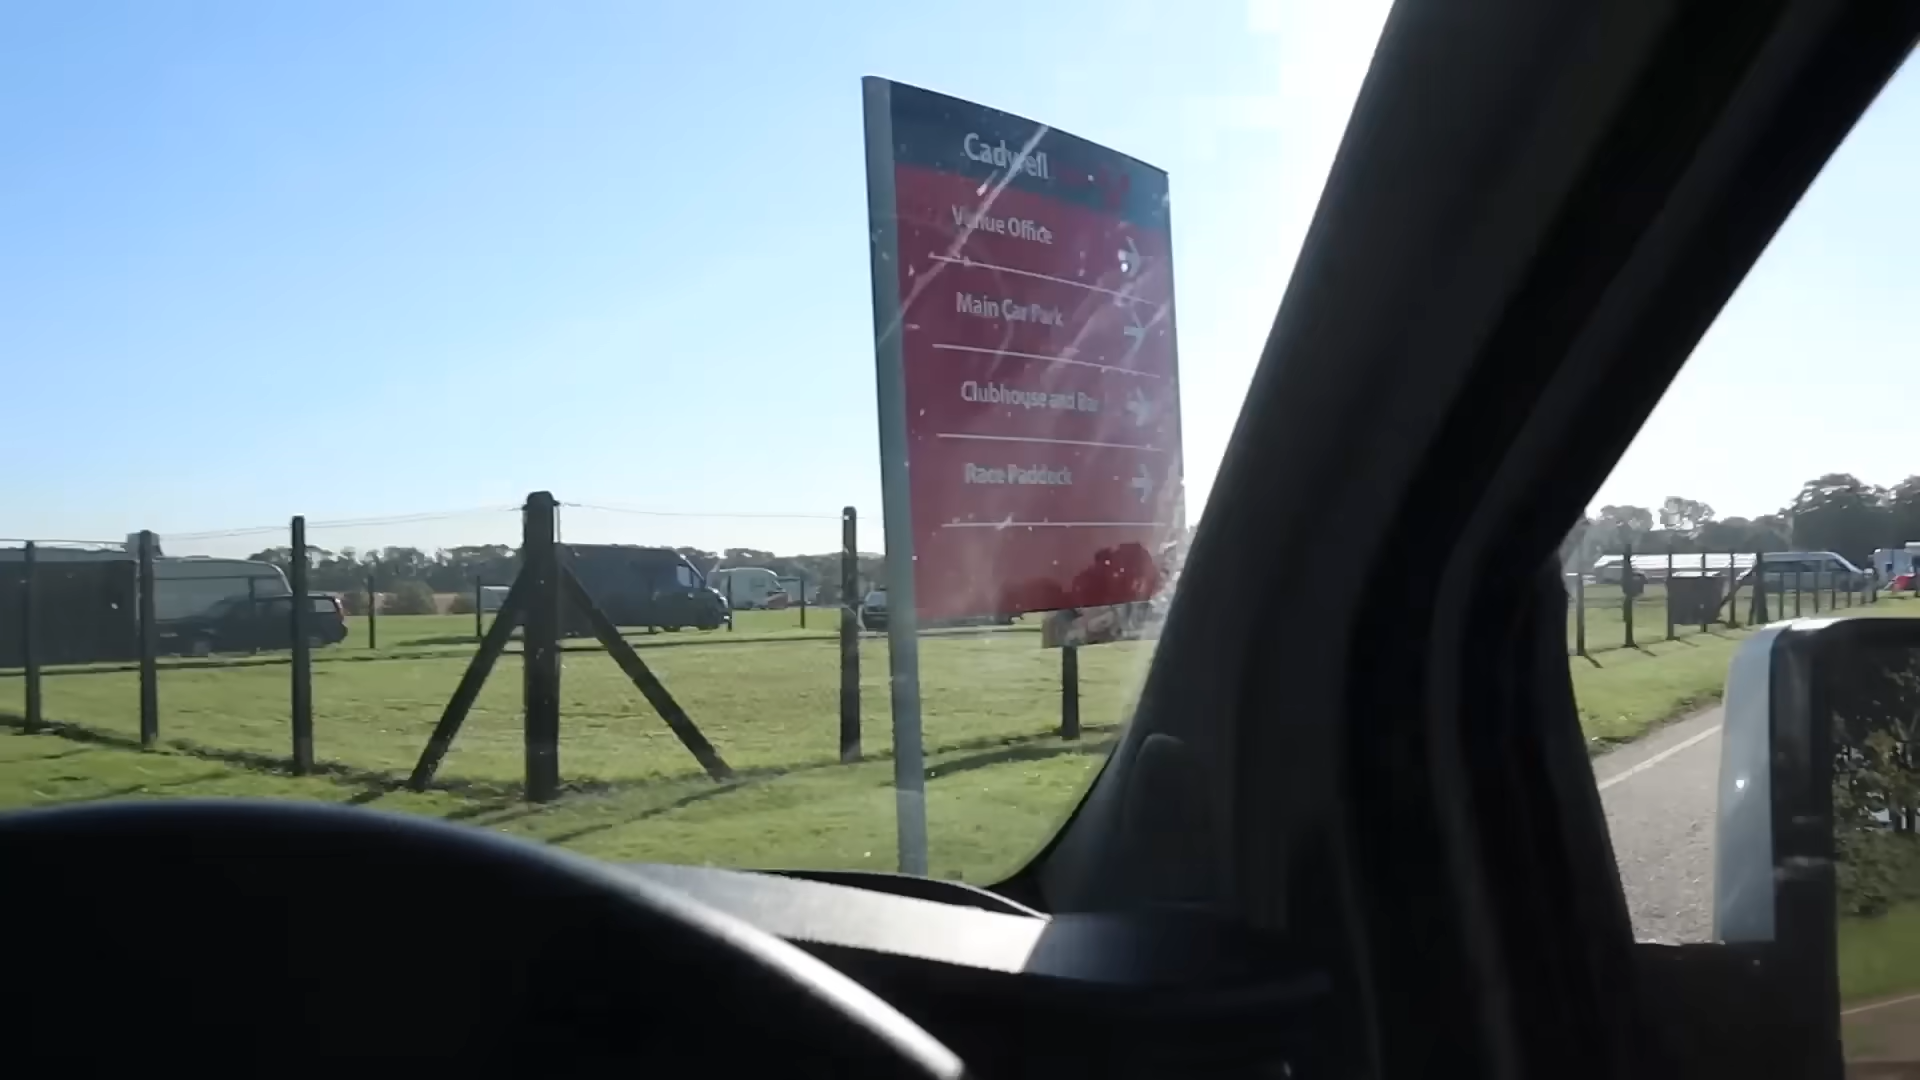 Cadwell
Venue Office
Main Car Park
Clubhouse and Bar
Race Paddock